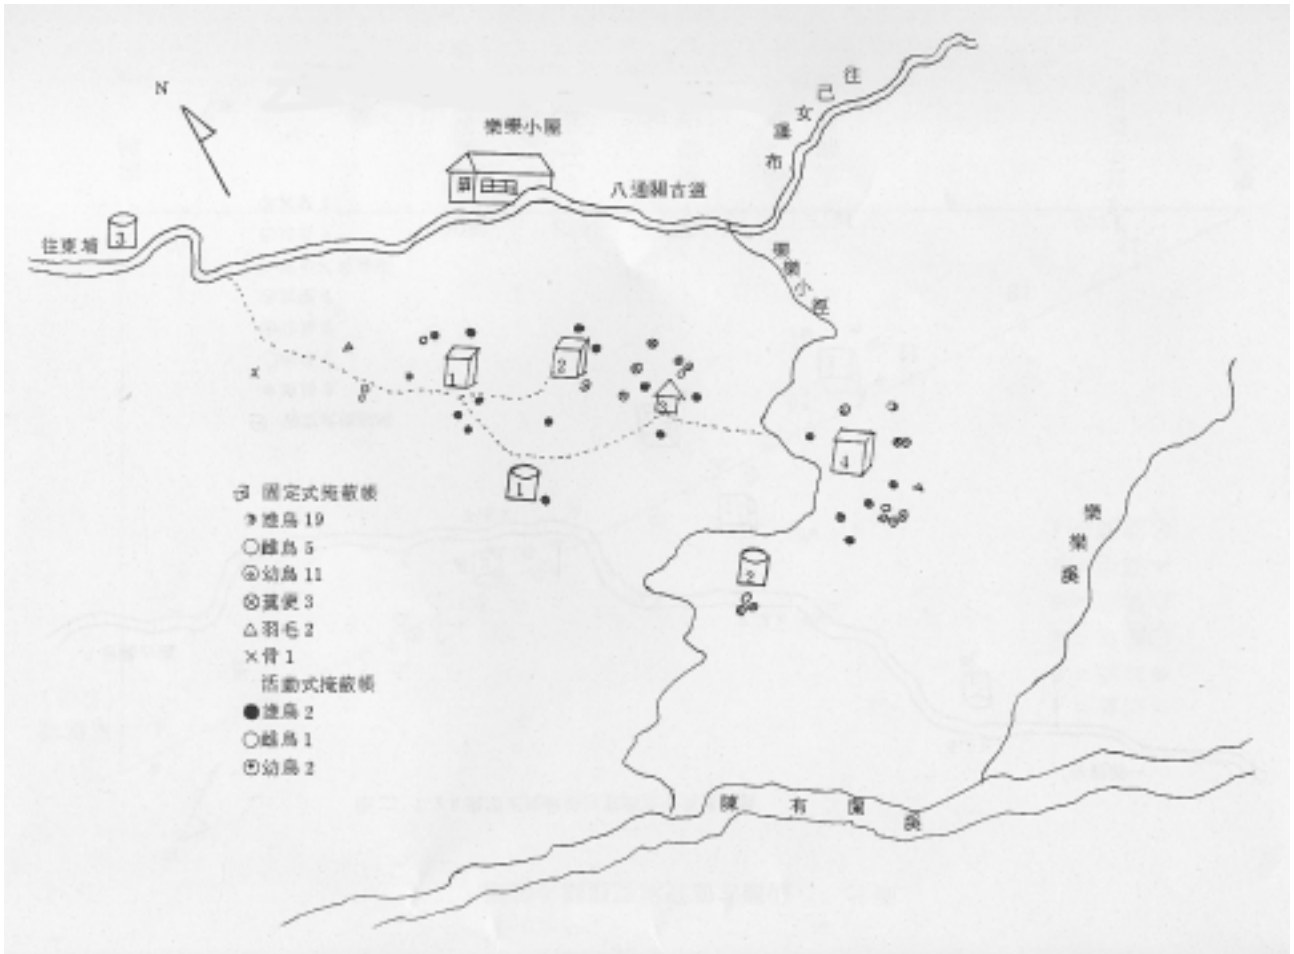 N
往
己
女
瀑
布
樂樂小屋
八通關古道
往東埔
3
樂樂小徑
1
2
3
4
1
2
固定式掩蔽帳
雄鳥 19
雌鳥 5
幼鳥 11
糞便 3
羽毛 2
骨 1
活動式掩蔽帳
雄鳥 2
雌鳥 1
幼鳥 2
樂樂溪
陳有蘭溪